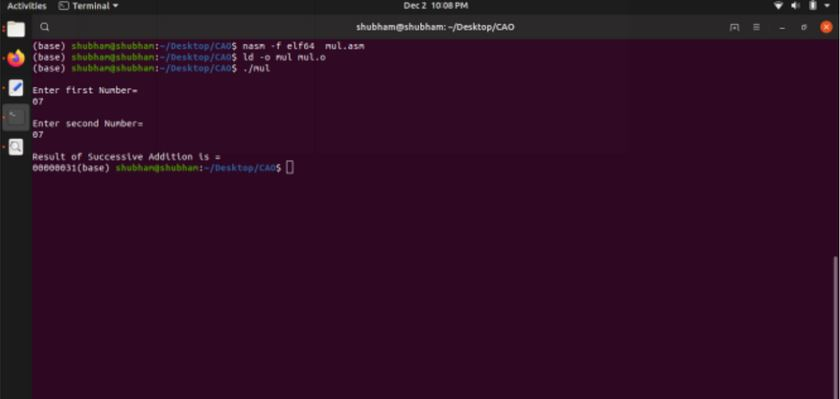 Activities Terminal Dec 2 10:08 PM
shubham@shubham: ~/Desktop/CAO
(base) shubham@shubham:~/Desktop/CAO$ nasm -f elf64  mul.asm
(base) shubham@shubham:~/Desktop/CAO$ ld -o mul mul.o
(base) shubham@shubham:~/Desktop/CAO$ ./mul
Enter first Number=
07
Enter second Number=
07
Result of Successive Addition is =
00000031(base) shubham@shubham:~/Desktop/CAO$